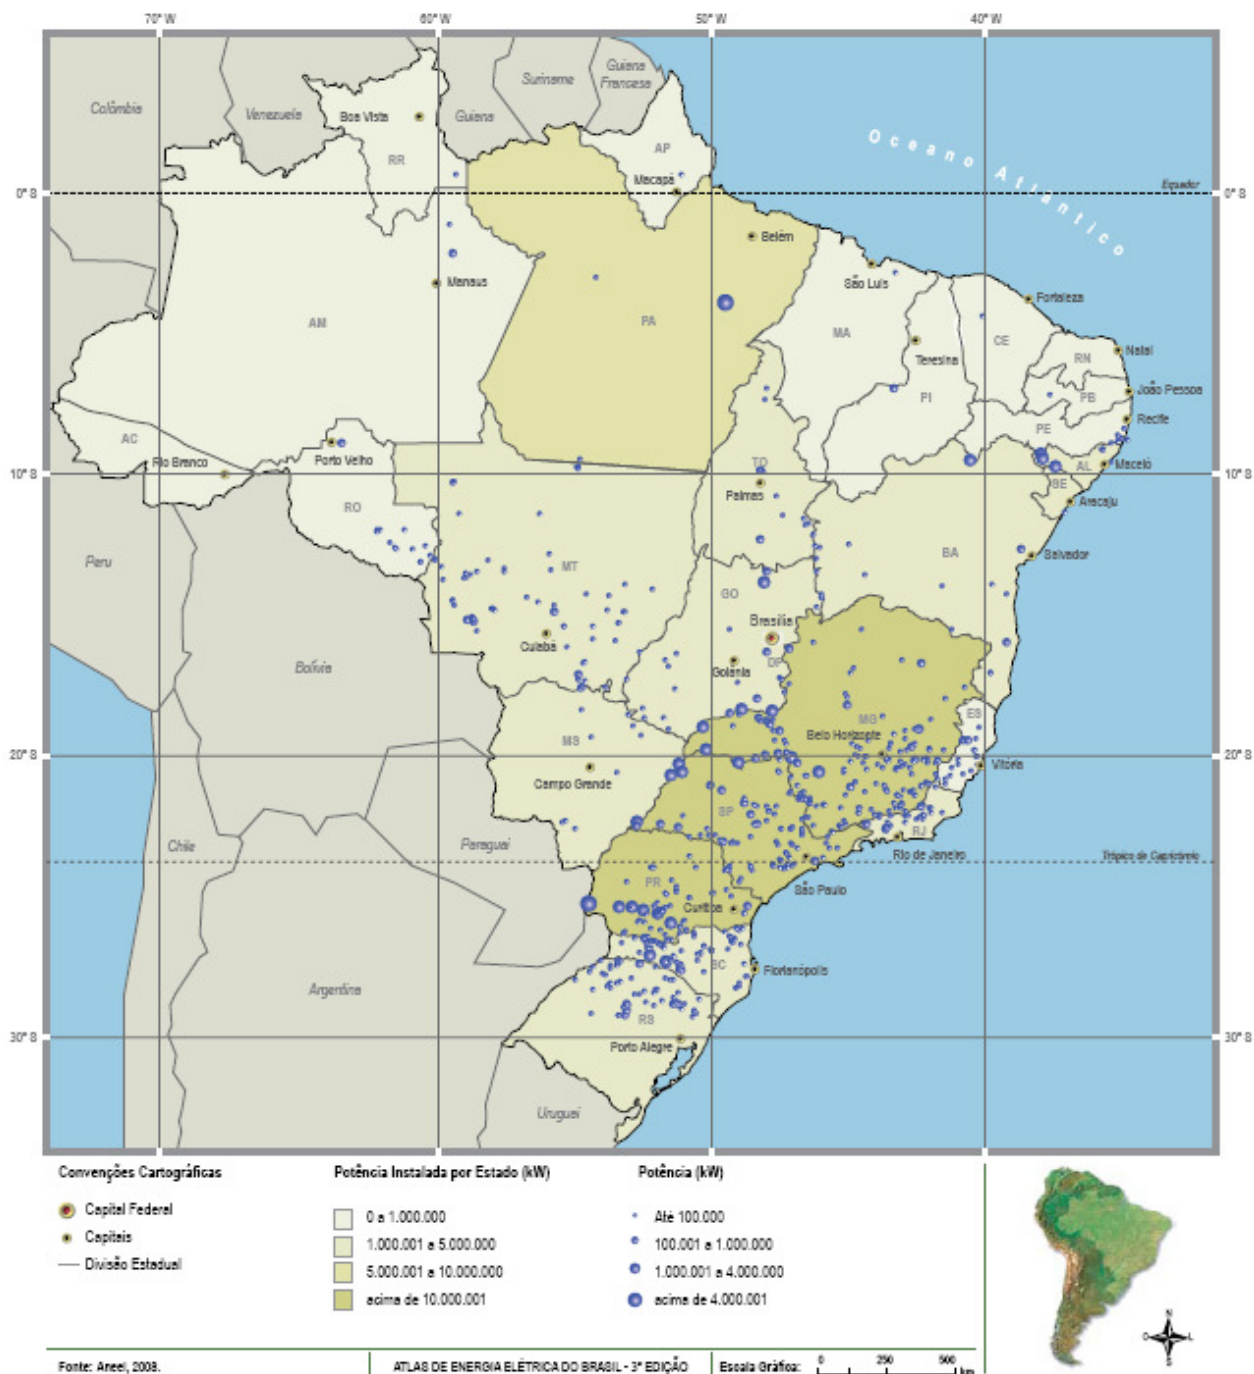 70° W 60° W 50° W 40° W
Colômbia
Venezuela
Guiana
Suriname
Guiana
Francesa
Boa Vista
RR
AP
Macapá
Oceano Atlântico
0° S Equador 0° S
Belém
Manaus
São Luís
Fortaleza
AM
PA
MA
CE
Teresina
RN
Natal
PI
PB
João Pessoa
PE
Recife
AC
Rio Branco
Porto Velho
TO
AL
Maceió
10° S 10° S
Palmas
SE
Aracaju
RO
Peru
MT
BA
Salvador
GO
Brasília
Cuiabá
Goiania
DF
Bolívia
MG
ES
MS
Belo Horizonte
20° S 20° S
Vitória
Campo Grande
SP
RJ
Chile
Paraguai
Rio de Janeiro
Trópico de Capricórnio
PR
São Paulo
Curitiba
SC
Florianópolis
Argentina
RS
30° S 30° S
Porto Alegre
Uruguai
Convenções Cartográficas
Capital Federal
Capitais
Divisão Estadual
Potência Instalada por Estado (kW)
0 a 1.000.000
1.000.001 a 5.000.000
5.000.001 a 10.000.000
acima de 10.000.001
Potência (kW)
Até 100.000
100.001 a 1.000.000
1.000.001 a 4.000.000
acima de 4.000.001
N
O L
S
Fonte: Aneel, 2008.
ATLAS DE ENERGIA ELÉTRICA DO BRASIL - 3ª EDIÇÃO
Escala Gráfica: 0 250 500 km